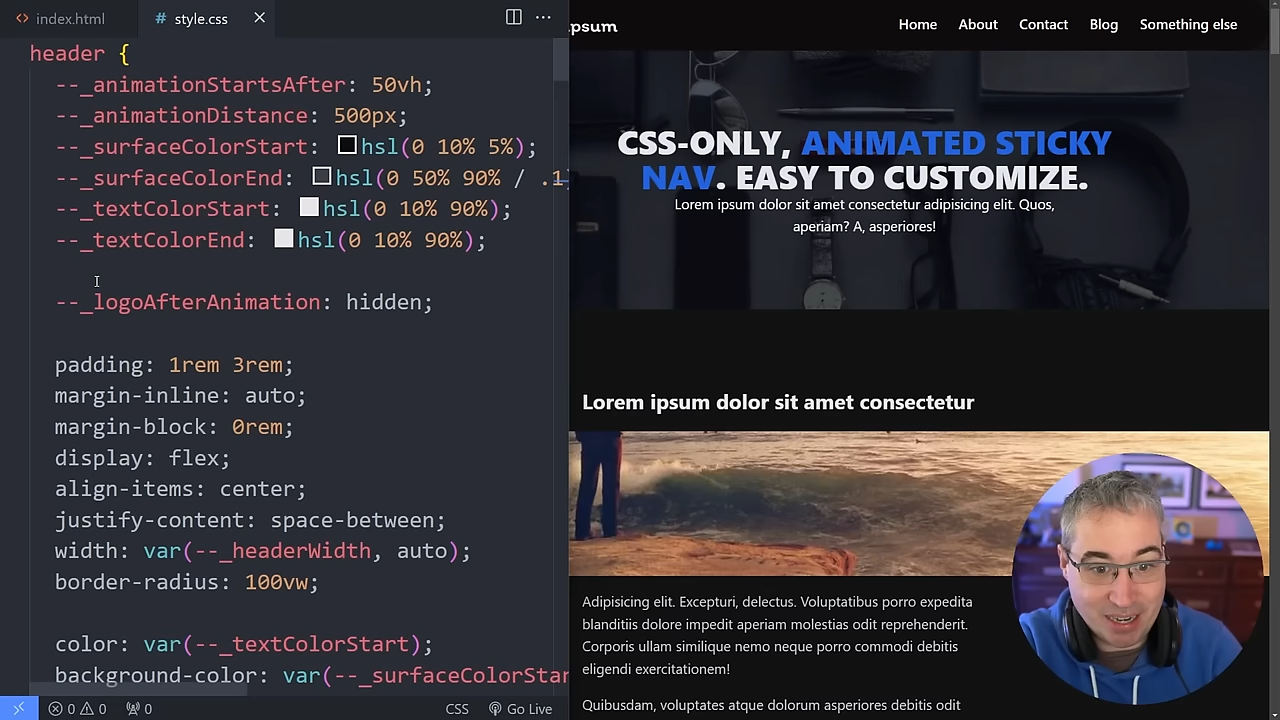 index.html
style.css
header {
--_animationStartsAfter: 50vh;
--_animationDistance: 500px;
--_surfaceColorStart: hsl(0 10% 5%);
--_surfaceColorEnd: hsl(0 50% 90% / .1
--_textColorStart: hsl(0 10% 90%);
--_textColorEnd: hsl(0 10% 90%);
--_logoAfterAnimation: hidden;
padding: 1rem 3rem;
margin-inline: auto;
margin-block: 0rem;
display: flex;
align-items: center;
justify-content: space-between;
width: var(--_headerWidth, auto);
border-radius: 100vw;
color: var(--_textColorStart);
background-color: var(--_surfaceColorStar
0 0 0 CSS Go Live
psum Home About Contact Blog Something else
CSS-ONLY, ANIMATED STICKY
NAV. EASY TO CUSTOMIZE.
Lorem ipsum dolor sit amet consectetur adipisicing elit. Quos,
aperiam? A, asperiores!
Lorem ipsum dolor sit amet consectetur
Adipisicing elit. Excepturi, delectus. Voluptatibus porro expedita
blanditiis dolore impedit aperiam molestias odit reprehenderit.
Corporis ullam similique nemo neque porro commodi debitis
eligendi exercitationem!
Quibusdam, voluptates atque dolorum asperiores debitis odit